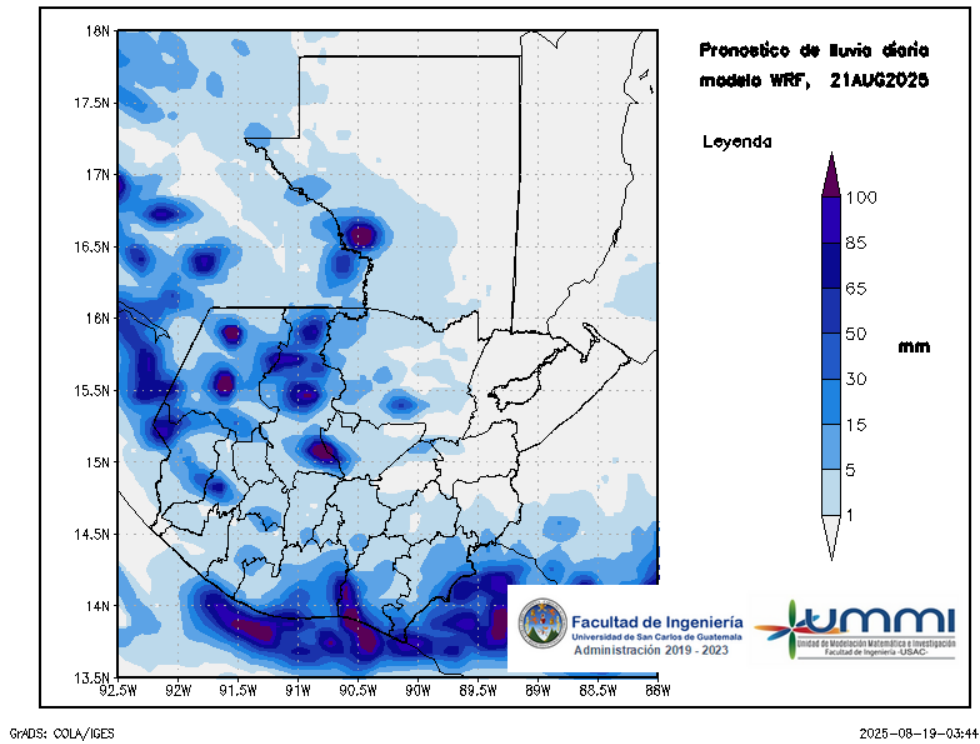 Pronostico de lluvia diaria
modelo WRF, 21AUG2025
Leyenda
100
85
65
50
30
15
5
1
mm
18N
17.5N
17N
16.5N
16N
15.5N
15N
14.5N
14N
13.5N
92.5W
92W
91.5W
91W
90.5W
90W
89.5W
89W
88.5W
88W
Facultad de Ingeniería
Universidad de San Carlos de Guatemala
Administración 2019 - 2023
ummi
Unidad de Modelación Matemática e Investigación
Facultad de Ingeniería -USAC-
GrADS: COLA/IGES
2025-08-19-03:44